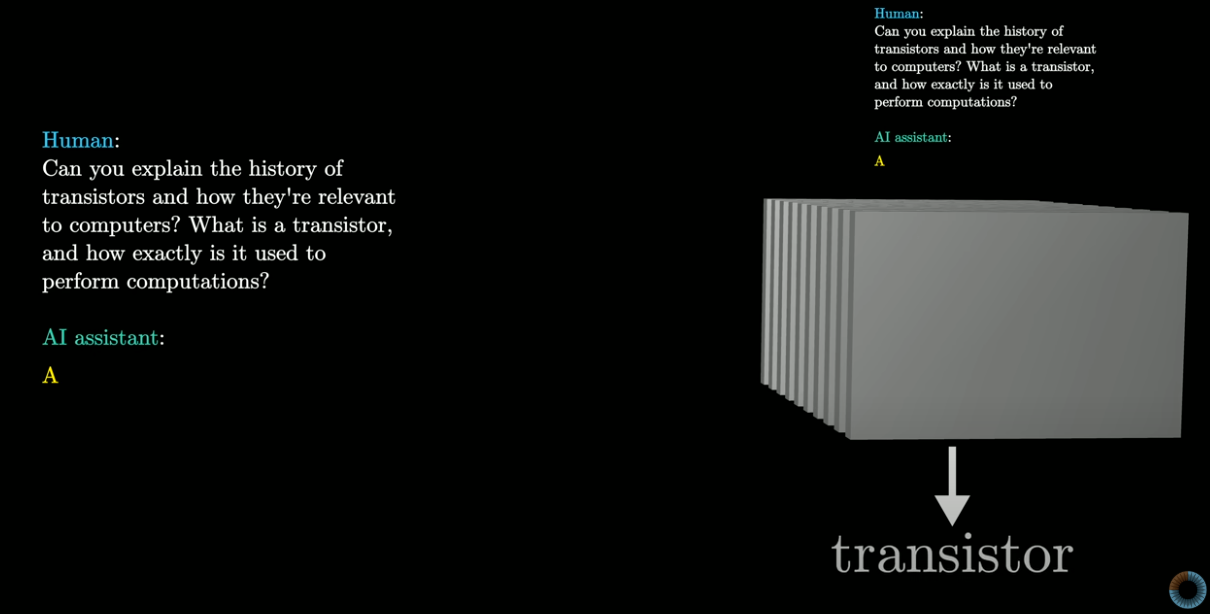 Human:
Can you explain the history of
transistors and how they're relevant
to computers? What is a transistor,
and how exactly is it used to
perform computations?
AI assistant:
A
Human:
Can you explain the history of
transistors and how they're relevant
to computers? What is a transistor,
and how exactly is it used to
perform computations?
AI assistant:
A
transistor